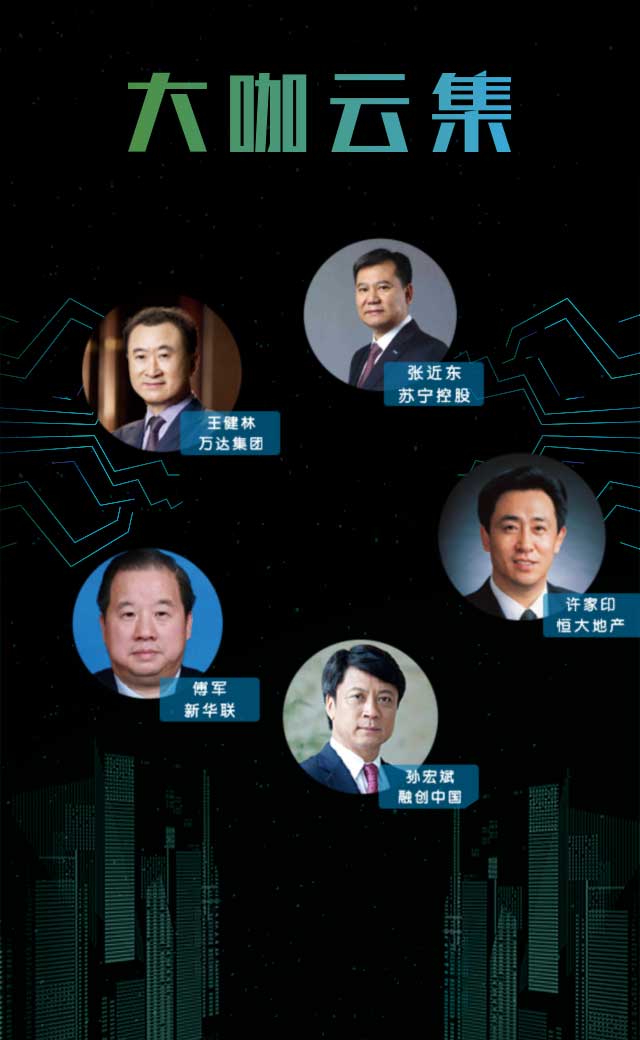 大咖云集
张近东
苏宁控股
王健林
万达集团
许家印
恒大地产
傅军
新华联
孙宏斌
融创中国